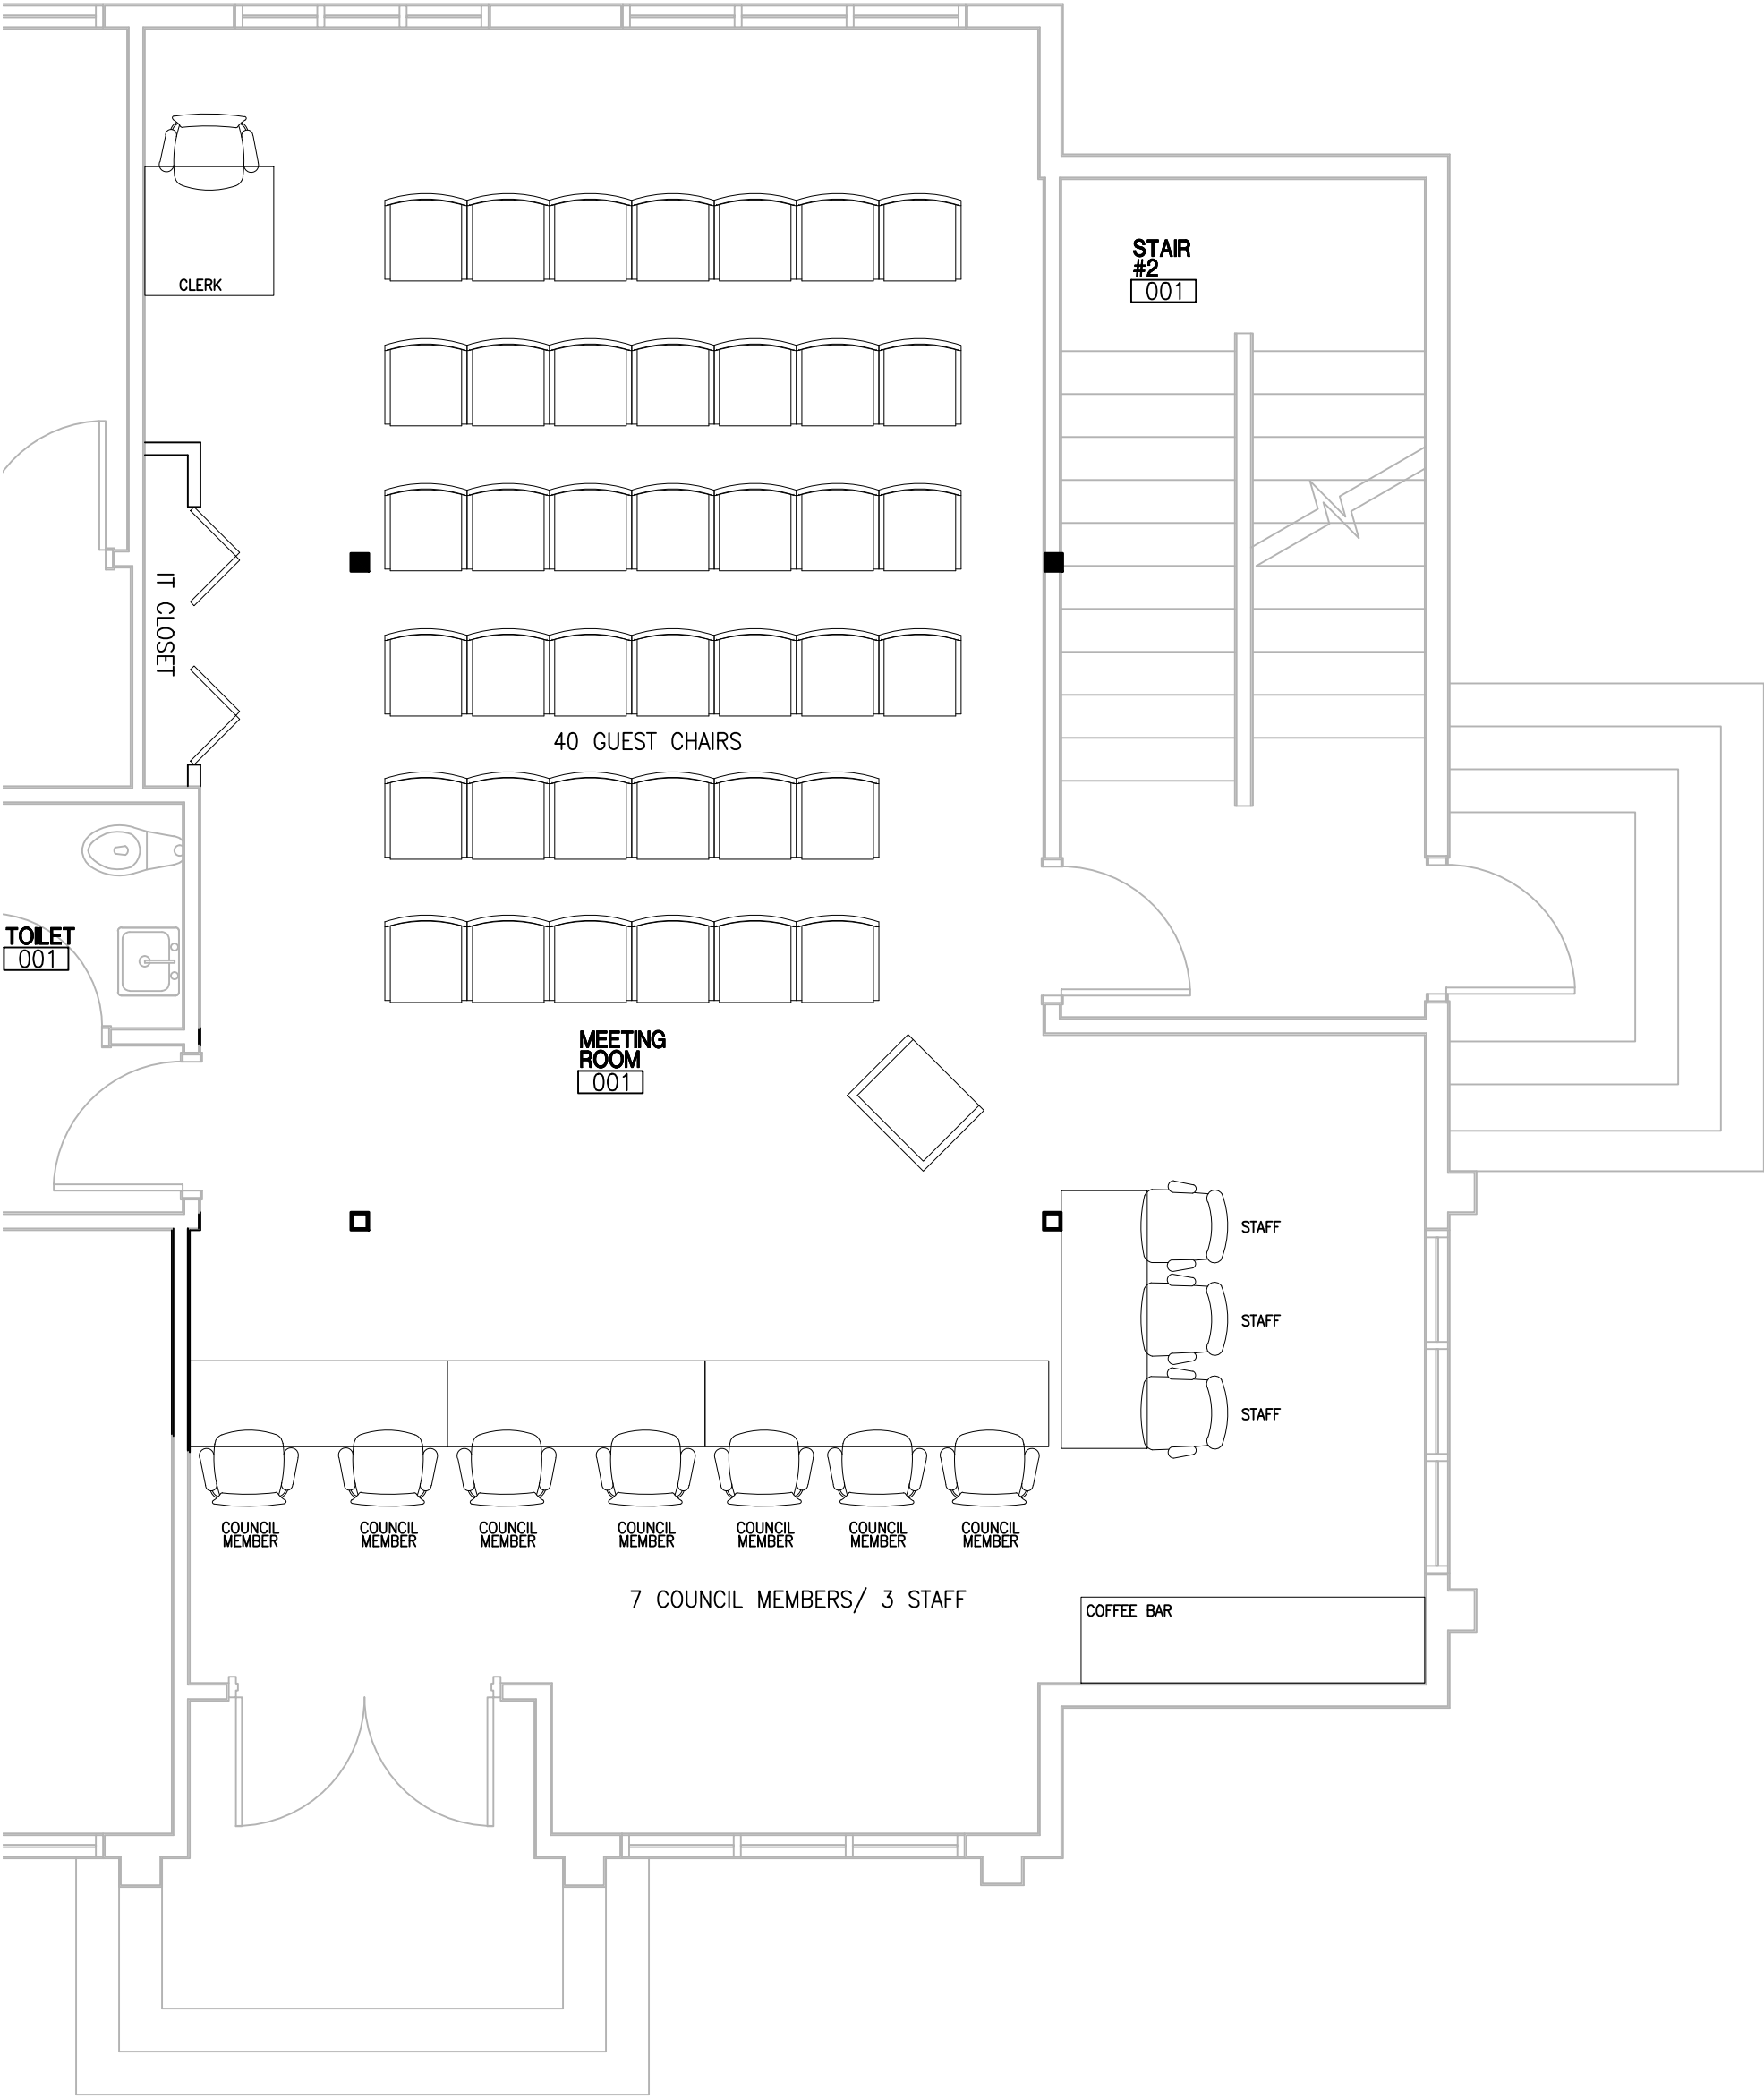 STAIR
#2
001
CLERK
IT CLOSET
40 GUEST CHAIRS
TOILET
001
MEETING
ROOM
001
STAFF
STAFF
STAFF
COUNCIL
MEMBER
COUNCIL
MEMBER
COUNCIL
MEMBER
COUNCIL
MEMBER
COUNCIL
MEMBER
COUNCIL
MEMBER
COUNCIL
MEMBER
7 COUNCIL MEMBERS/ 3 STAFF
COFFEE BAR